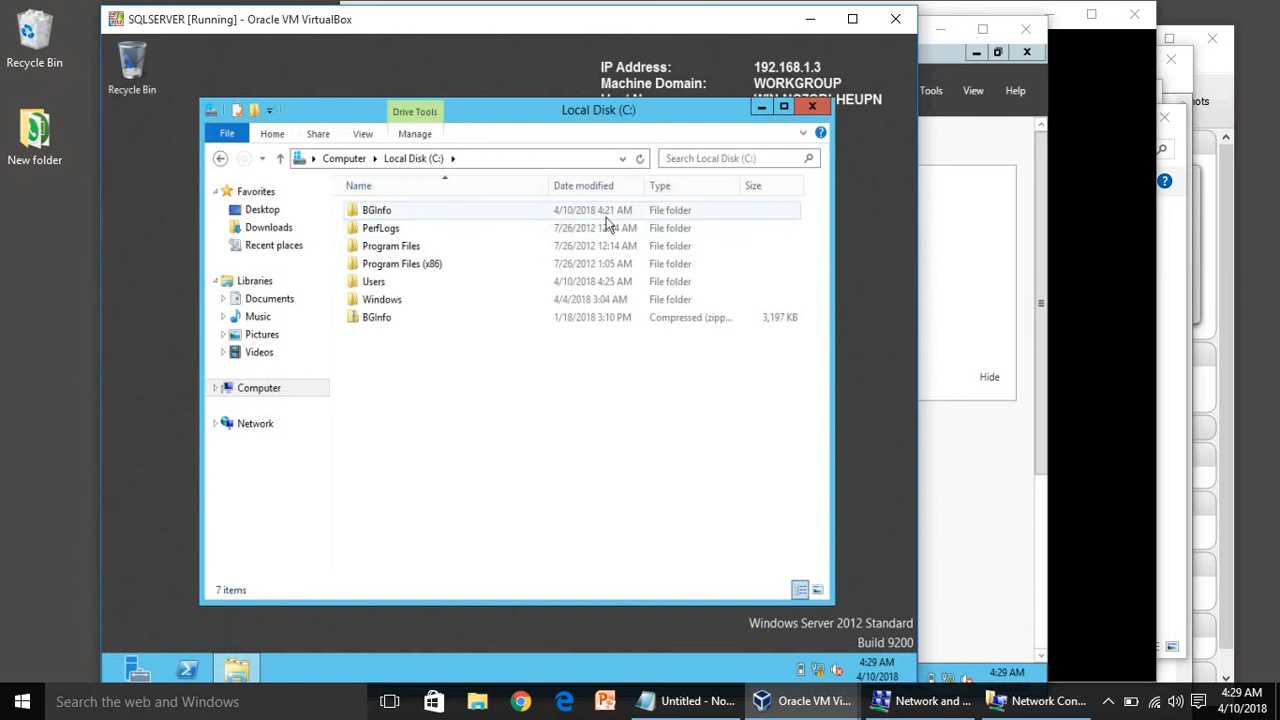 SQLSERVER [Running] - Oracle VM VirtualBox
Recycle Bin
New folder
Recycle Bin
IP Address: 192.168.1.3
Machine Domain: WORKGROUP
HEUPN
Tools View Help
Drive Tools
Local Disk (C:)
File Home Share View Manage
Computer Local Disk (C:)
Search Local Disk (C:)
Name Date modified Type Size
Favorites
Desktop
Downloads
Recent places
Libraries
Documents
Music
Pictures
Videos
Computer
Network
BGInfo 4/10/2018 4:21 AM File folder
PerfLogs 7/26/2012 AM File folder
Program Files 7/26/2012 12:14 AM File folder
Program Files (x86) 7/26/2012 1:05 AM File folder
Users 4/10/2018 4:25 AM File folder
Windows 4/4/2018 3:04 AM File folder
BGInfo 1/18/2018 3:10 PM Compressed (zipp... 3,197 KB
Hide
7 items
Windows Server 2012 Standard
Build 9200
4:29 AM
4/10/2018
4:29 AM
Search the web and Windows
Untitled - No...
Oracle VM Vi...
Network and ...
Network Con...
4:29 AM
4/10/2018